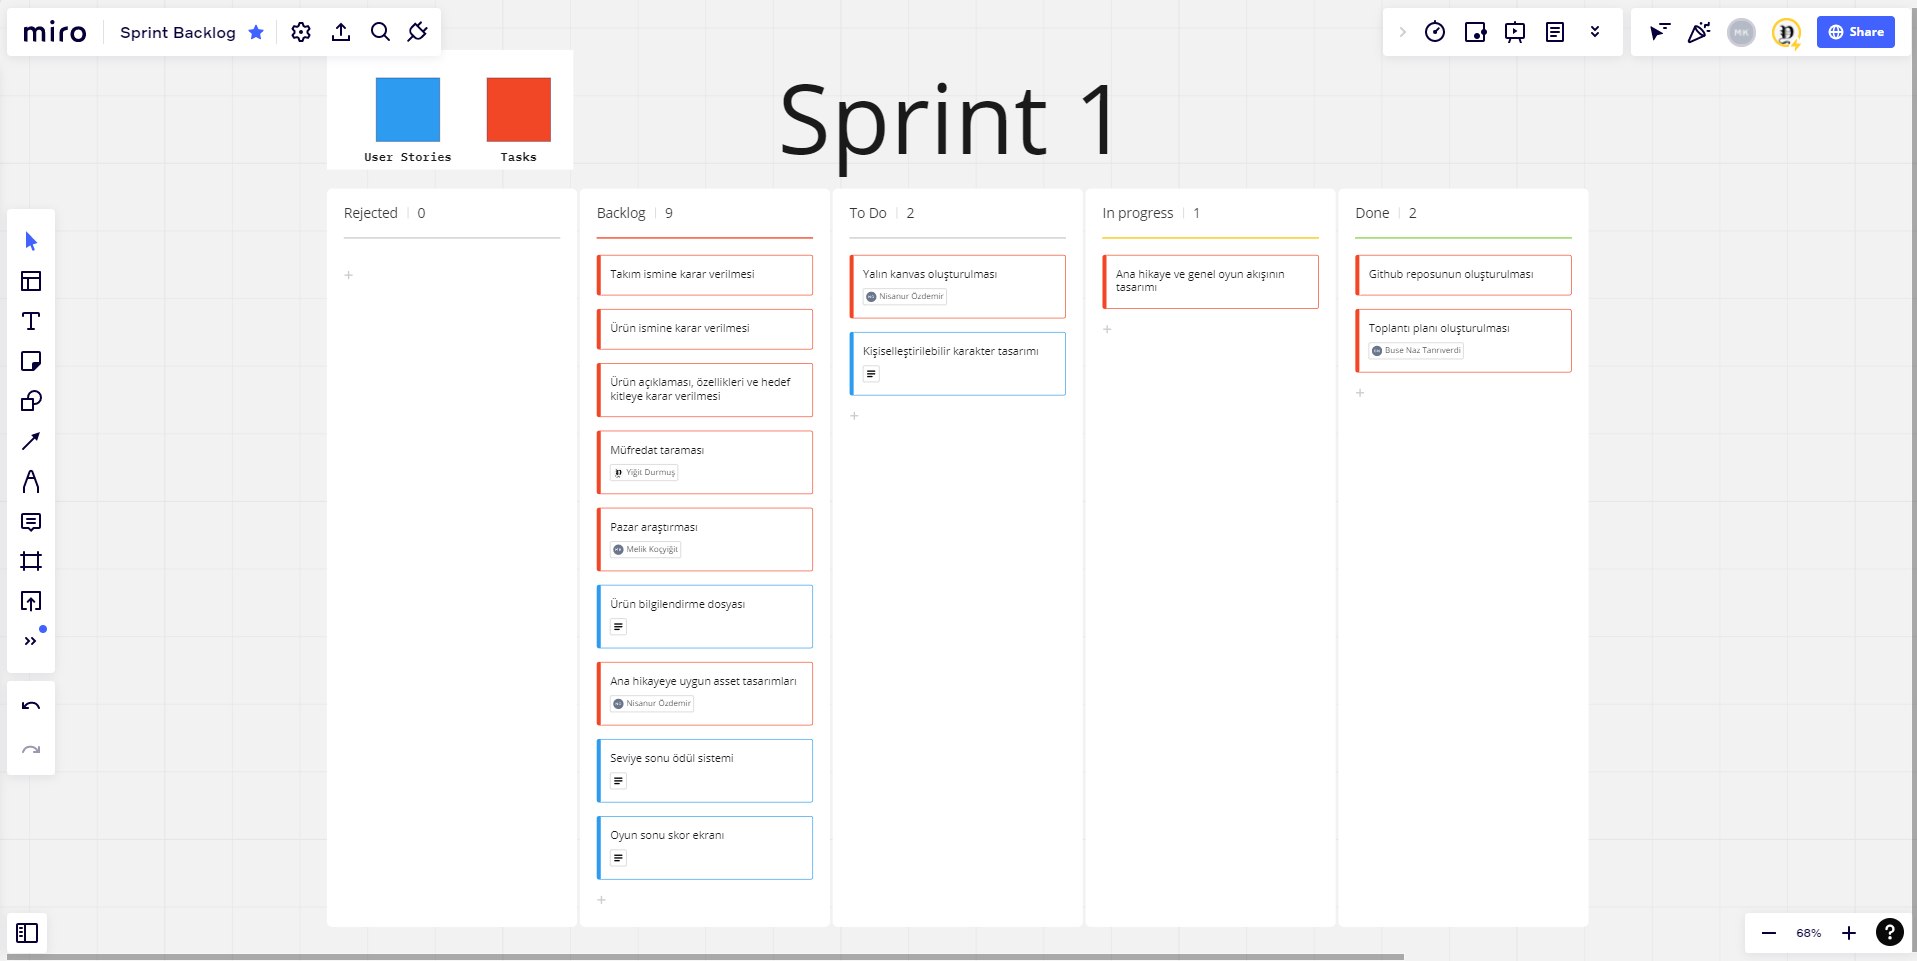 miro
Sprint Backlog
MK
Share
User Stories
Tasks
Sprint 1
Rejected 0
Backlog 9
Takım ismine karar verilmesi
Ürün ismine karar verilmesi
Ürün açıklaması, özellikleri ve hedef
kitleye karar verilmesi
Müfredat taraması
Yiğit Durmuş
Pazar araştırması
Melik Koçyiğit
Ürün bilgilendirme dosyası
Ana hikayeye uygun asset tasarımları
Nisanur Özdemir
Seviye sonu ödül sistemi
Oyun sonu skor ekranı
To Do 2
Yalın kanvas oluşturulması
Nisanur Özdemir
Kişiselleştirilebilir karakter tasarımı
In progress 1
Ana hikaye ve genel oyun akışının
tasarımı
Done 2
Github reposunun oluşturulması
Toplantı planı oluşturulması
Buse Naz Tanrıverdi
68%